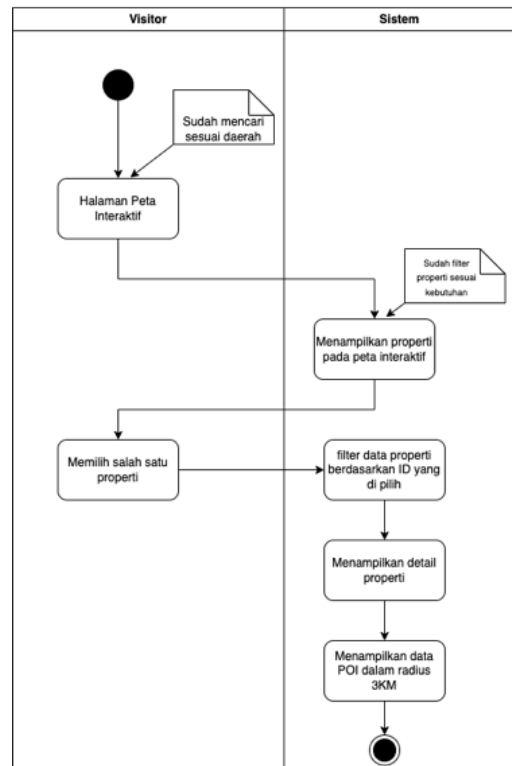 Visitor
Sistem
Sudah mencari
sesuai daerah
Halaman Peta
Interaktif
Sudah filter
properti sesuai
kebutuhan
Menampilkan properti
pada peta interaktif
Memilih salah satu
properti
filter data properti
berdasarkan ID yang
di pilih
Menampilkan detail
properti
Menampilkan data
POI dalam radius
3KM